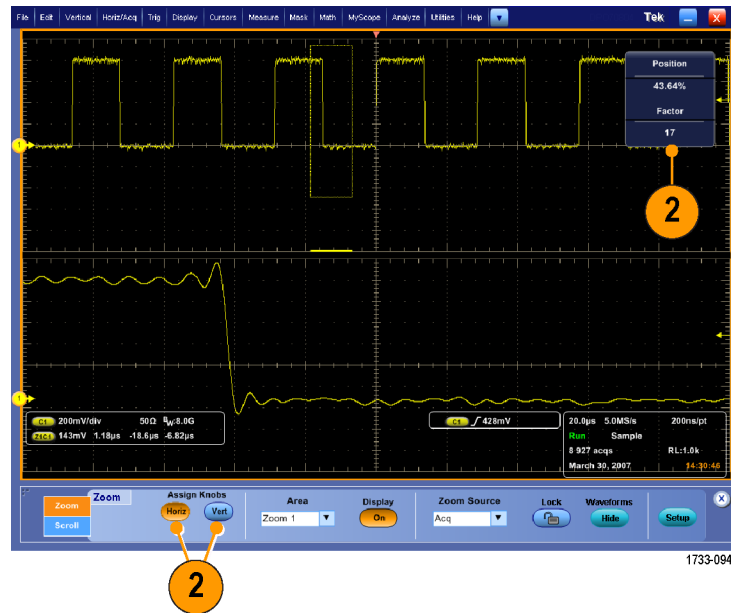 File Edit Vertical Horiz/Acq Trig Display Cursors Measure Mask Math MyScope Analyze Utilities Help Tek
Position
43.64%
Factor
17
2
1
1
C1 200mV/div 50Ω BW:8.0G
Z1C1 143mV 1.18µs -18.6µs -6.82µs
C1 428mV
20.0µs 5.0MS/s 200ns/pt
Run Sample
8 927 acqs RL:1.0k
March 30, 2007 14:30:46
Zoom
Scroll
Zoom
Assign Knobs
Horiz Vert
Area
Zoom 1
Display
On
Zoom Source
Acq
Lock
Waveforms
Hide
Setup
X
2
1733-094